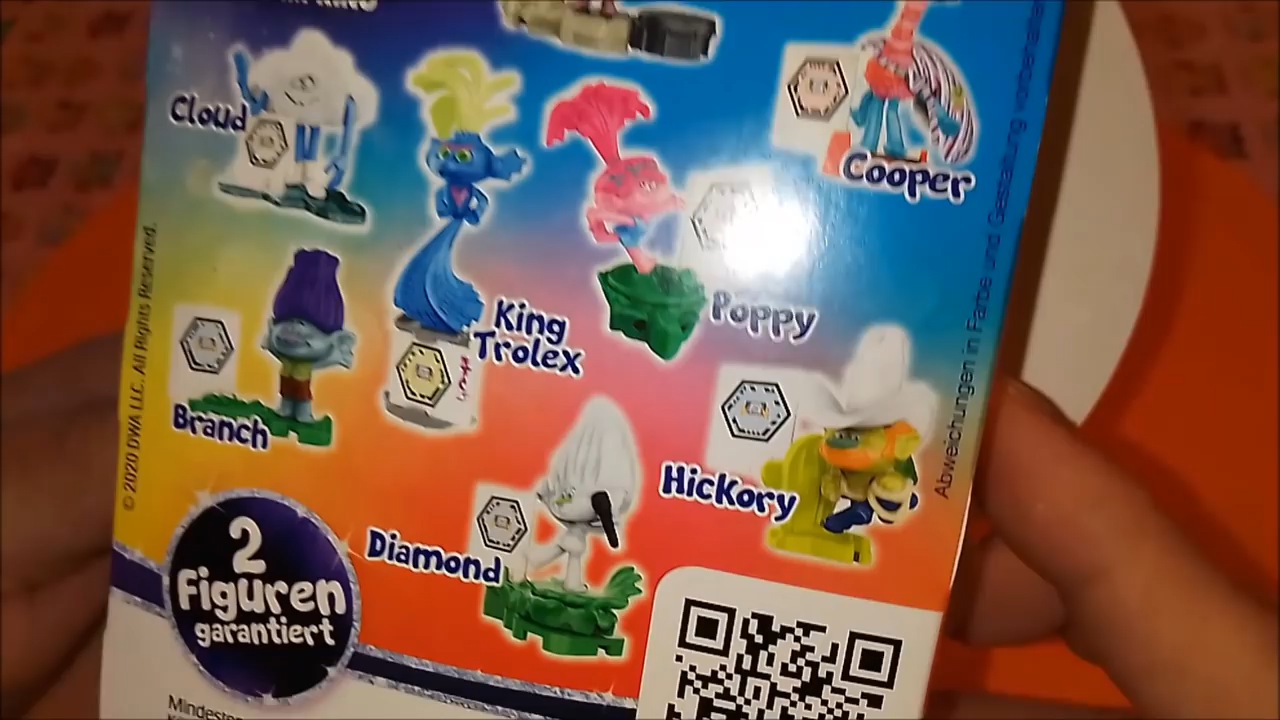 Cloud
Cooper
King
Trolex
Poppy
Branch
Hickory
Diamond
2
Figuren
garantiert
© 2020 DWA LLC. All Rights Reserved.
Abweichungen in Farbe und Gestaltung vorbehalten